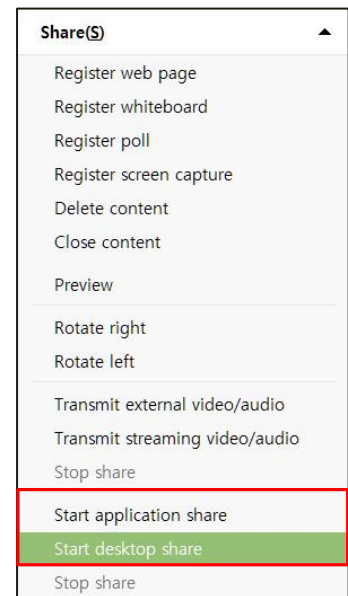 Share(S)
Register web page
Register whiteboard
Register poll
Register screen capture
Delete content
Close content
Preview
Rotate right
Rotate left
Transmit external video/audio
Transmit streaming video/audio
Stop share
Start application share
Start desktop share
Stop share